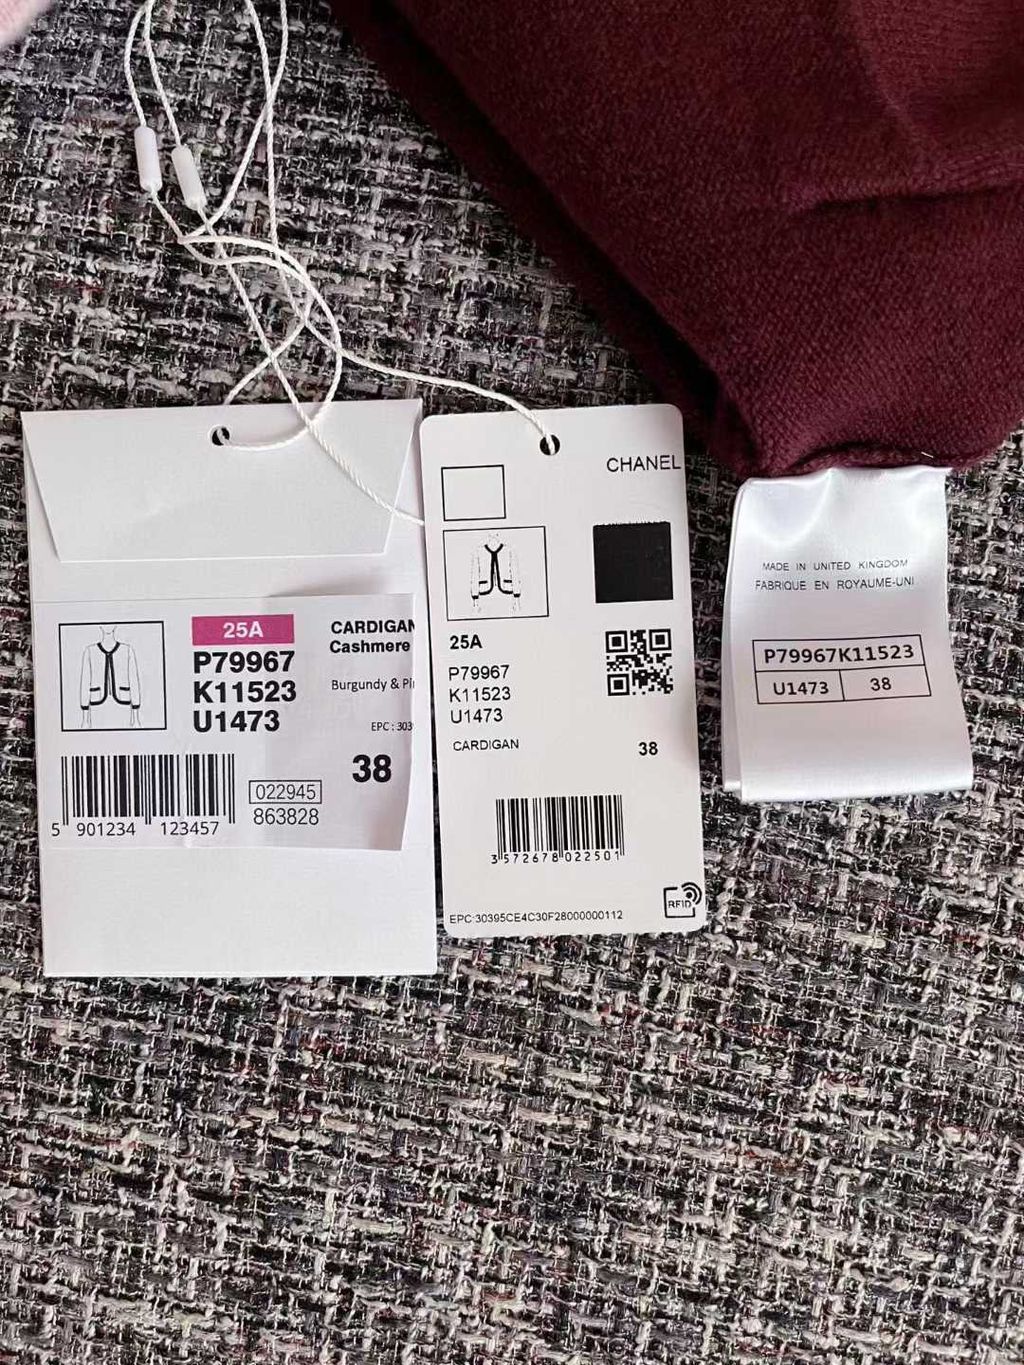 25A
P79967
K11523
U1473
CARDIGAN
Cashmere
Burgundy &
EPC : 303
38
5 901234 123457
022945
863828
CHANEL
25A
P79967
K11523
U1473
CARDIGAN
38
3 572678 022501
EPC:30395CE4C30F28000000112
RFID
MADE IN UNITED KINGDOM
FABRIQUE EN ROYAUME-UNI
P79967K11523
U1473 38